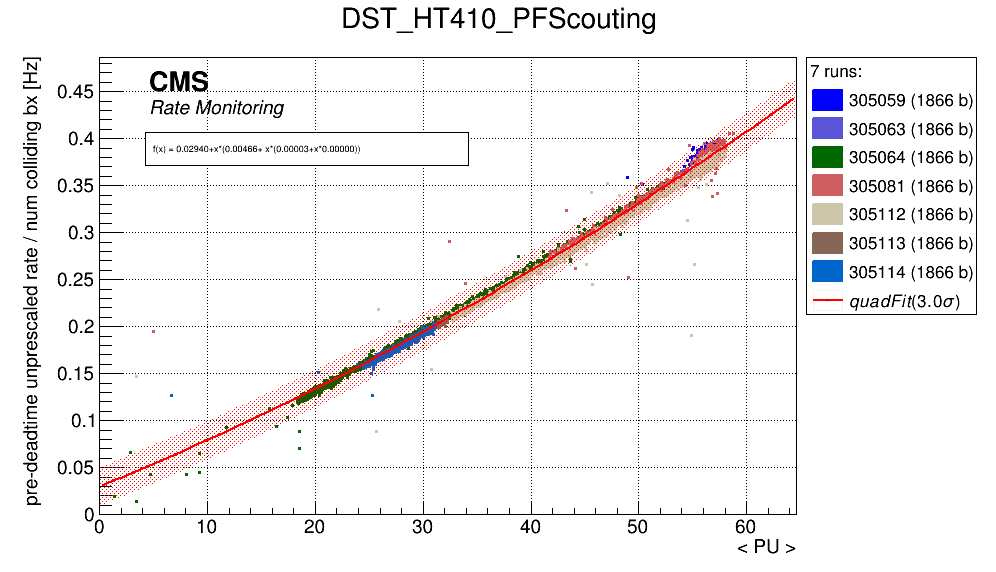 DST_HT410_PFScouting
pre-deadtime unprescaled rate / num colliding bx [Hz]
CMS
Rate Monitoring
f(x) = 0.02940+x*(0.00466+ x*(0.00003+x*0.00000))
0.45
0.4
0.35
0.3
0.25
0.2
0.15
0.1
0.05
0
0 10 20 30 40 50 60
< PU >
7 runs:
305059 (1866 b)
305063 (1866 b)
305064 (1866 b)
305081 (1866 b)
305112 (1866 b)
305113 (1866 b)
305114 (1866 b)
quadFit(3.0σ)